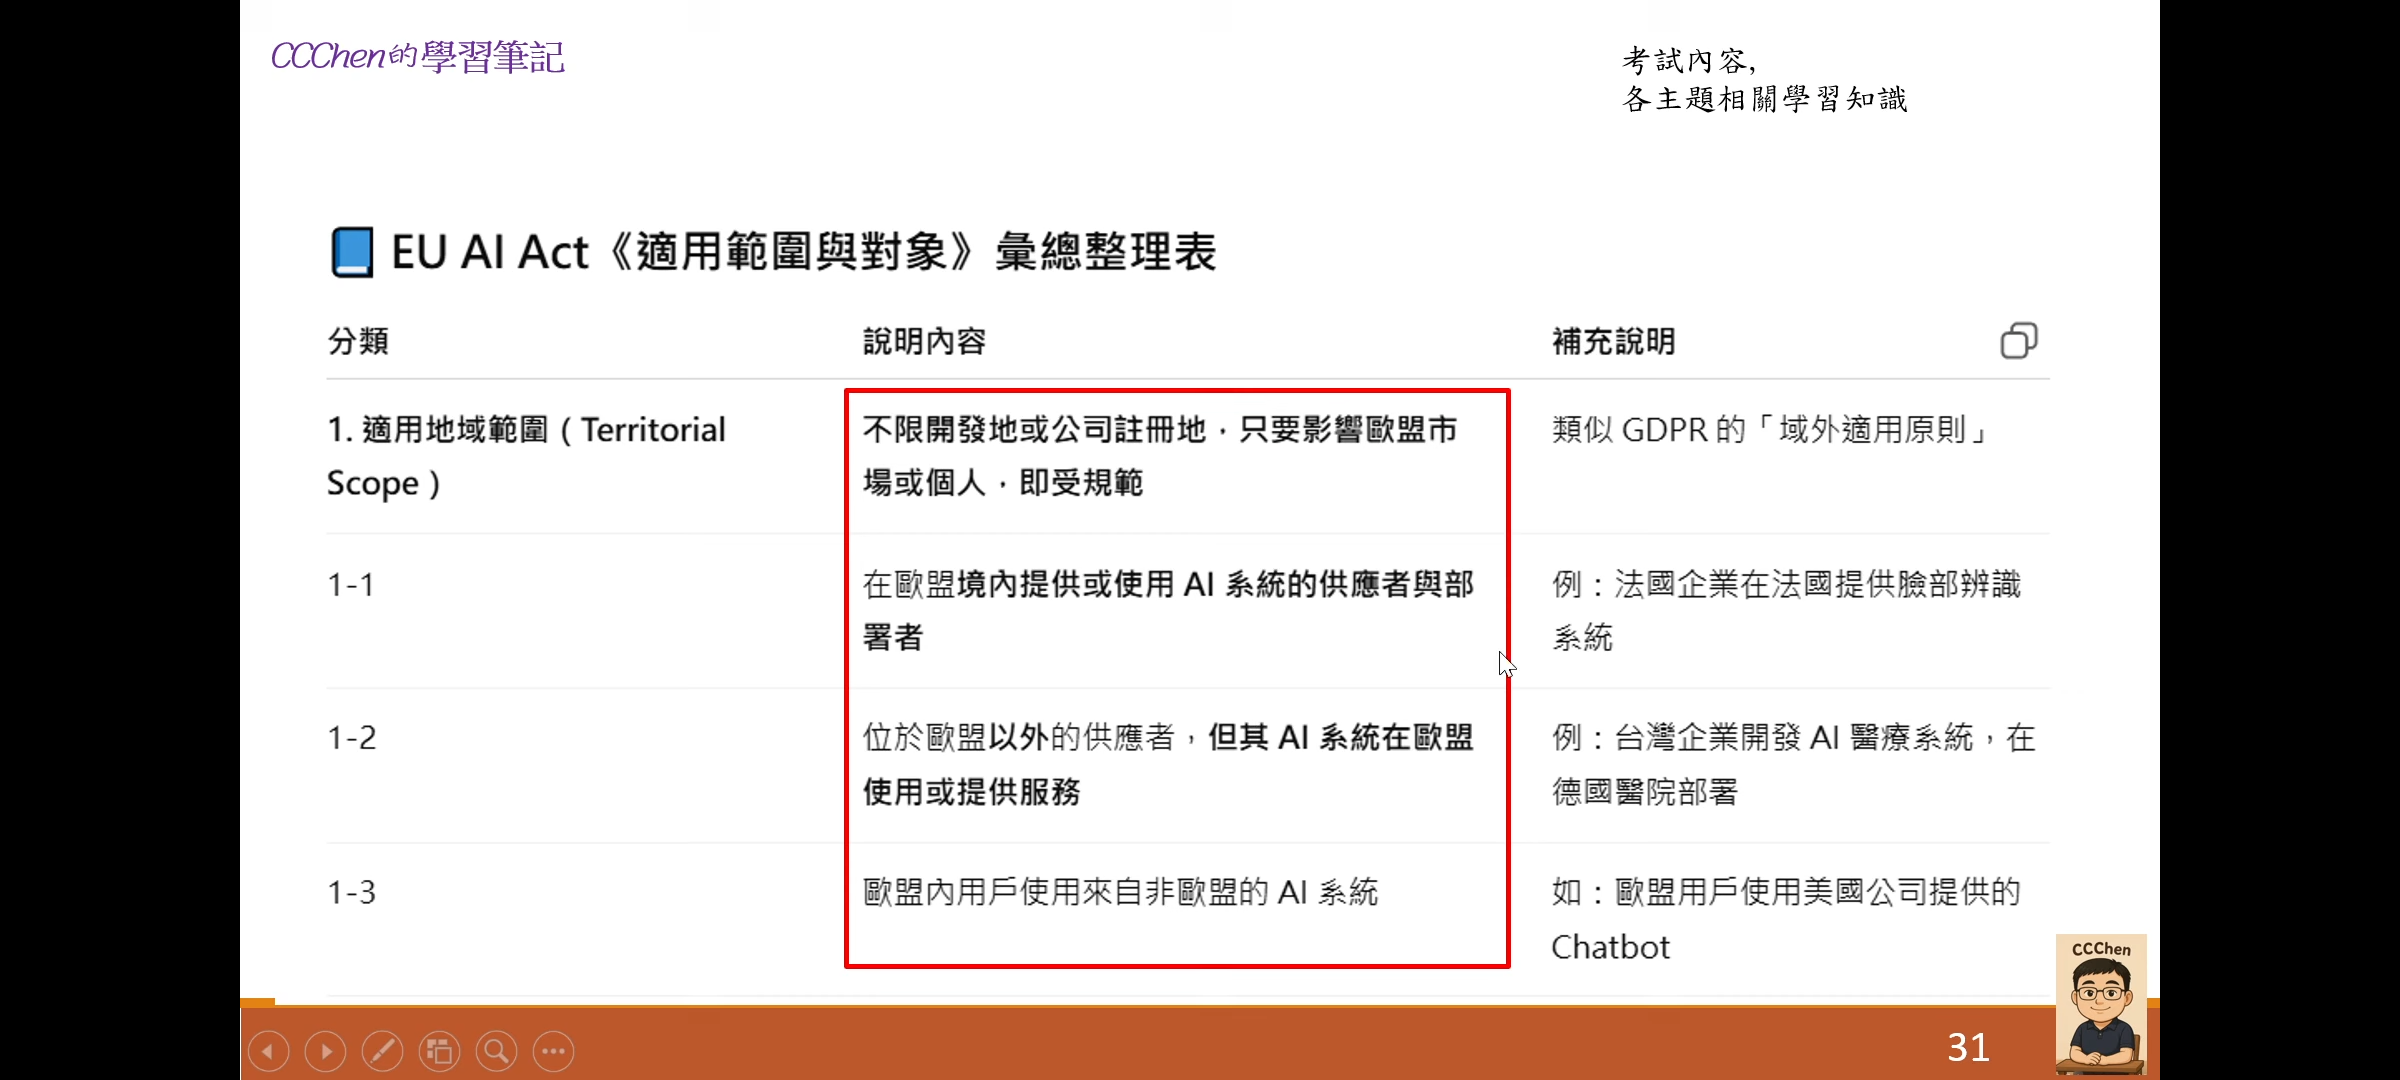 CCChen的學習筆記
考試內容,
各主題相關學習知識
EU AI Act《適用範圍與對象》彙總整理表
分類
說明內容
補充說明
1. 適用地域範圍（Territorial
Scope）
不限開發地或公司註冊地，只要影響歐盟市
場或個人，即受規範
類似 GDPR 的「域外適用原則」
1-1
在歐盟境內提供或使用 AI 系統的供應者與部
署者
例：法國企業在法國提供臉部辨識
系統
1-2
位於歐盟以外的供應者，但其 AI 系統在歐盟
使用或提供服務
例：台灣企業開發 AI 醫療系統，在
德國醫院部署
1-3
歐盟內用戶使用來自非歐盟的 AI 系統
如：歐盟用戶使用美國公司提供的
Chatbot
CCChen
31